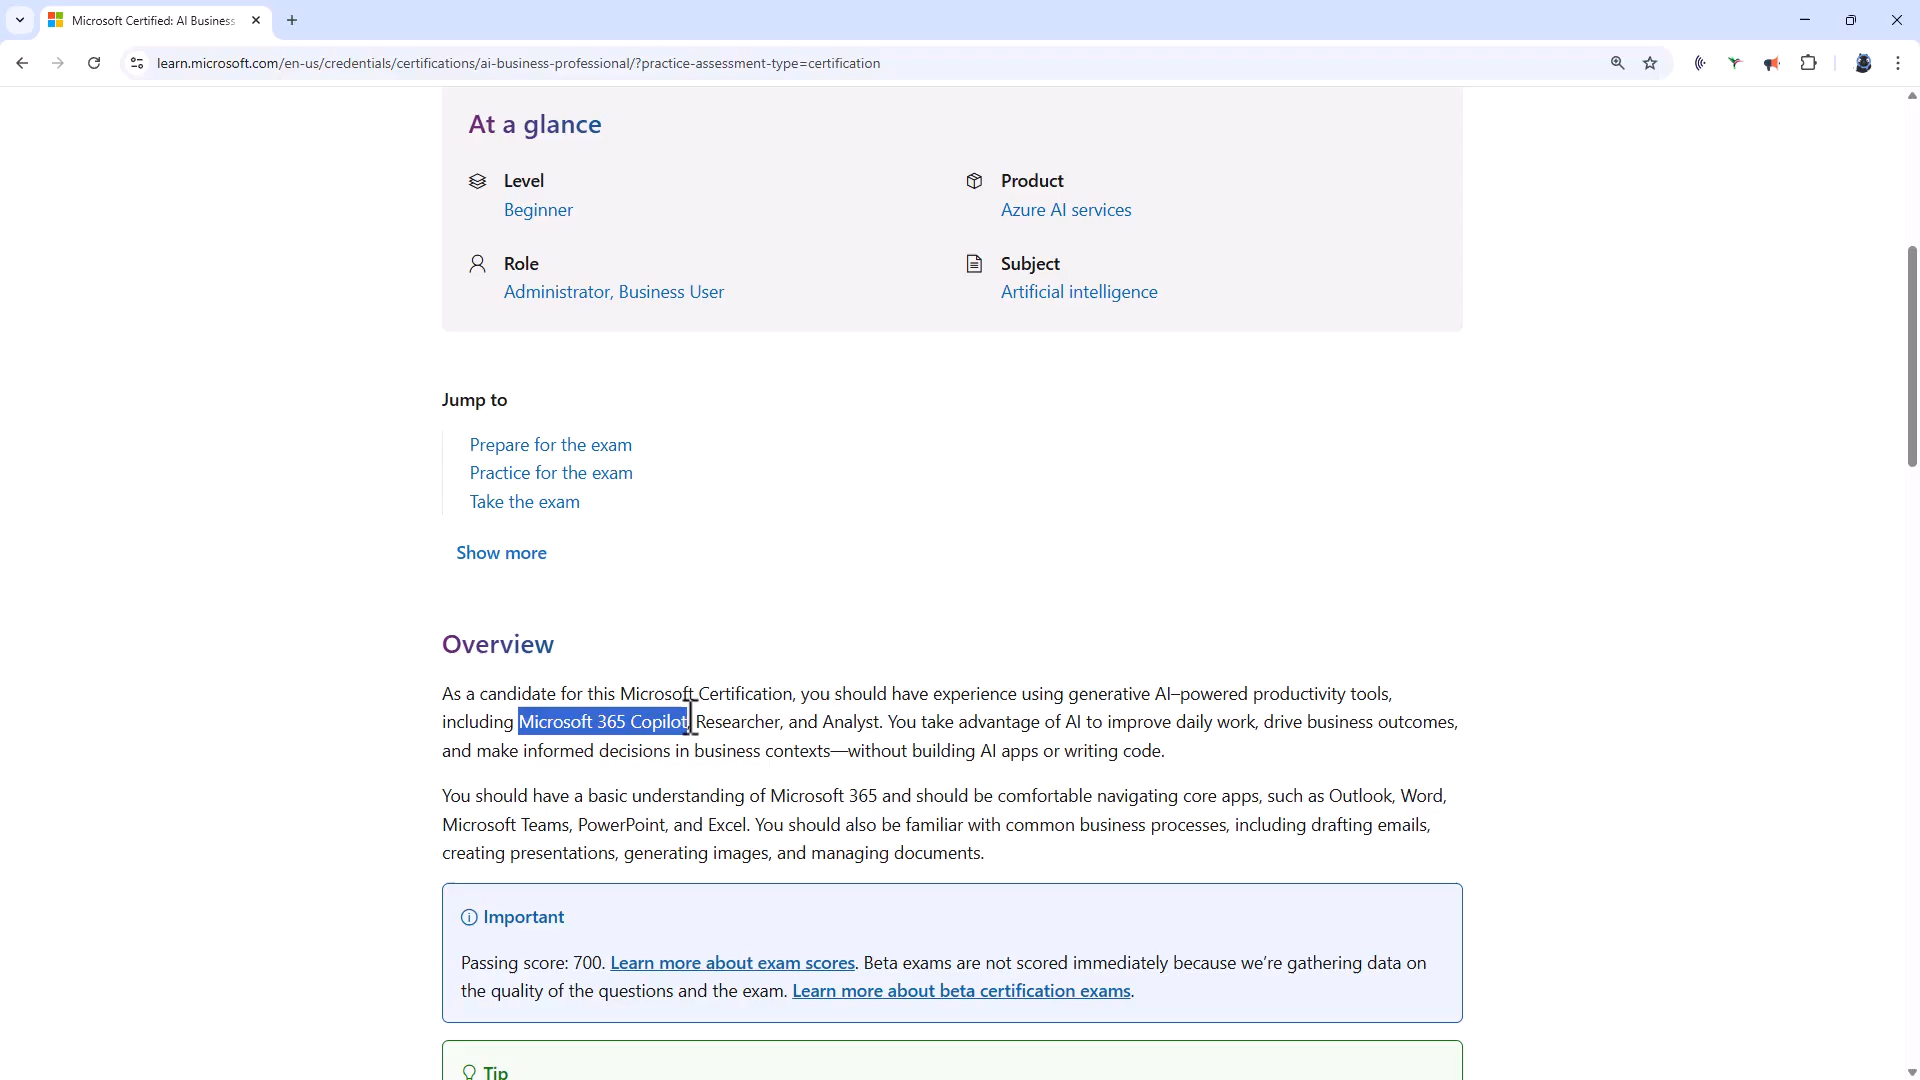 Microsoft Certified: AI Business
learn.microsoft.com/en-us/credentials/certifications/ai-business-professional/?practice-assessment-type=certification
At a glance
Level
Beginner
Product
Azure AI services
Role
Administrator, Business User
Subject
Artificial intelligence
Jump to
Prepare for the exam
Practice for the exam
Take the exam
Show more
Overview
As a candidate for this Microsoft Certification, you should have experience using generative AI–powered productivity tools,
including Microsoft 365 Copilot, Researcher, and Analyst. You take advantage of AI to improve daily work, drive business outcomes,
and make informed decisions in business contexts—without building AI apps or writing code.
You should have a basic understanding of Microsoft 365 and should be comfortable navigating core apps, such as Outlook, Word,
Microsoft Teams, PowerPoint, and Excel. You should also be familiar with common business processes, including drafting emails,
creating presentations, generating images, and managing documents.
Important
Passing score: 700. Learn more about exam scores. Beta exams are not scored immediately because we’re gathering data on
the quality of the questions and the exam. Learn more about beta certification exams.
Tip